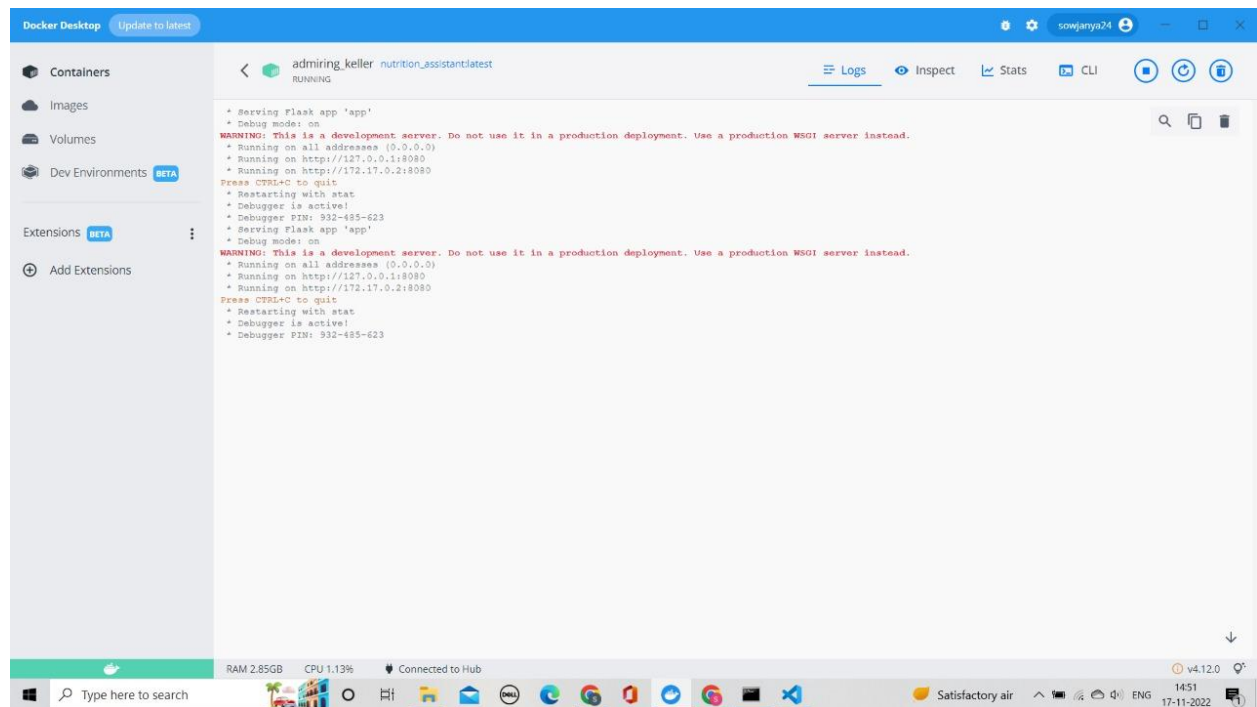 Docker Desktop Update to latest sowjanya24
Containers
Images
Volumes
Dev Environments BETA
Extensions BETA
Add Extensions
admiring_keller nutrition_assistant:latest
RUNNING
Logs Inspect Stats CLI
* Serving Flask app 'app'
* Debug mode: on
WARNING: This is a development server. Do not use it in a production deployment. Use a production WSGI server instead.
* Running on all addresses (0.0.0.0)
* Running on http://127.0.0.1:8080
* Running on http://172.17.0.2:8080
Press CTRL+C to quit
* Restarting with stat
* Debugger is active!
* Debugger PIN: 932-485-623
* Serving Flask app 'app'
* Debug mode: on
WARNING: This is a development server. Do not use it in a production deployment. Use a production WSGI server instead.
* Running on all addresses (0.0.0.0)
* Running on http://127.0.0.1:8080
* Running on http://172.17.0.2:8080
Press CTRL+C to quit
* Restarting with stat
* Debugger is active!
* Debugger PIN: 932-485-623
RAM 2.85GB CPU 1.13% Connected to Hub v4.12.0
Type here to search DELL Satisfactory air ENG 14:51
17-11-2022